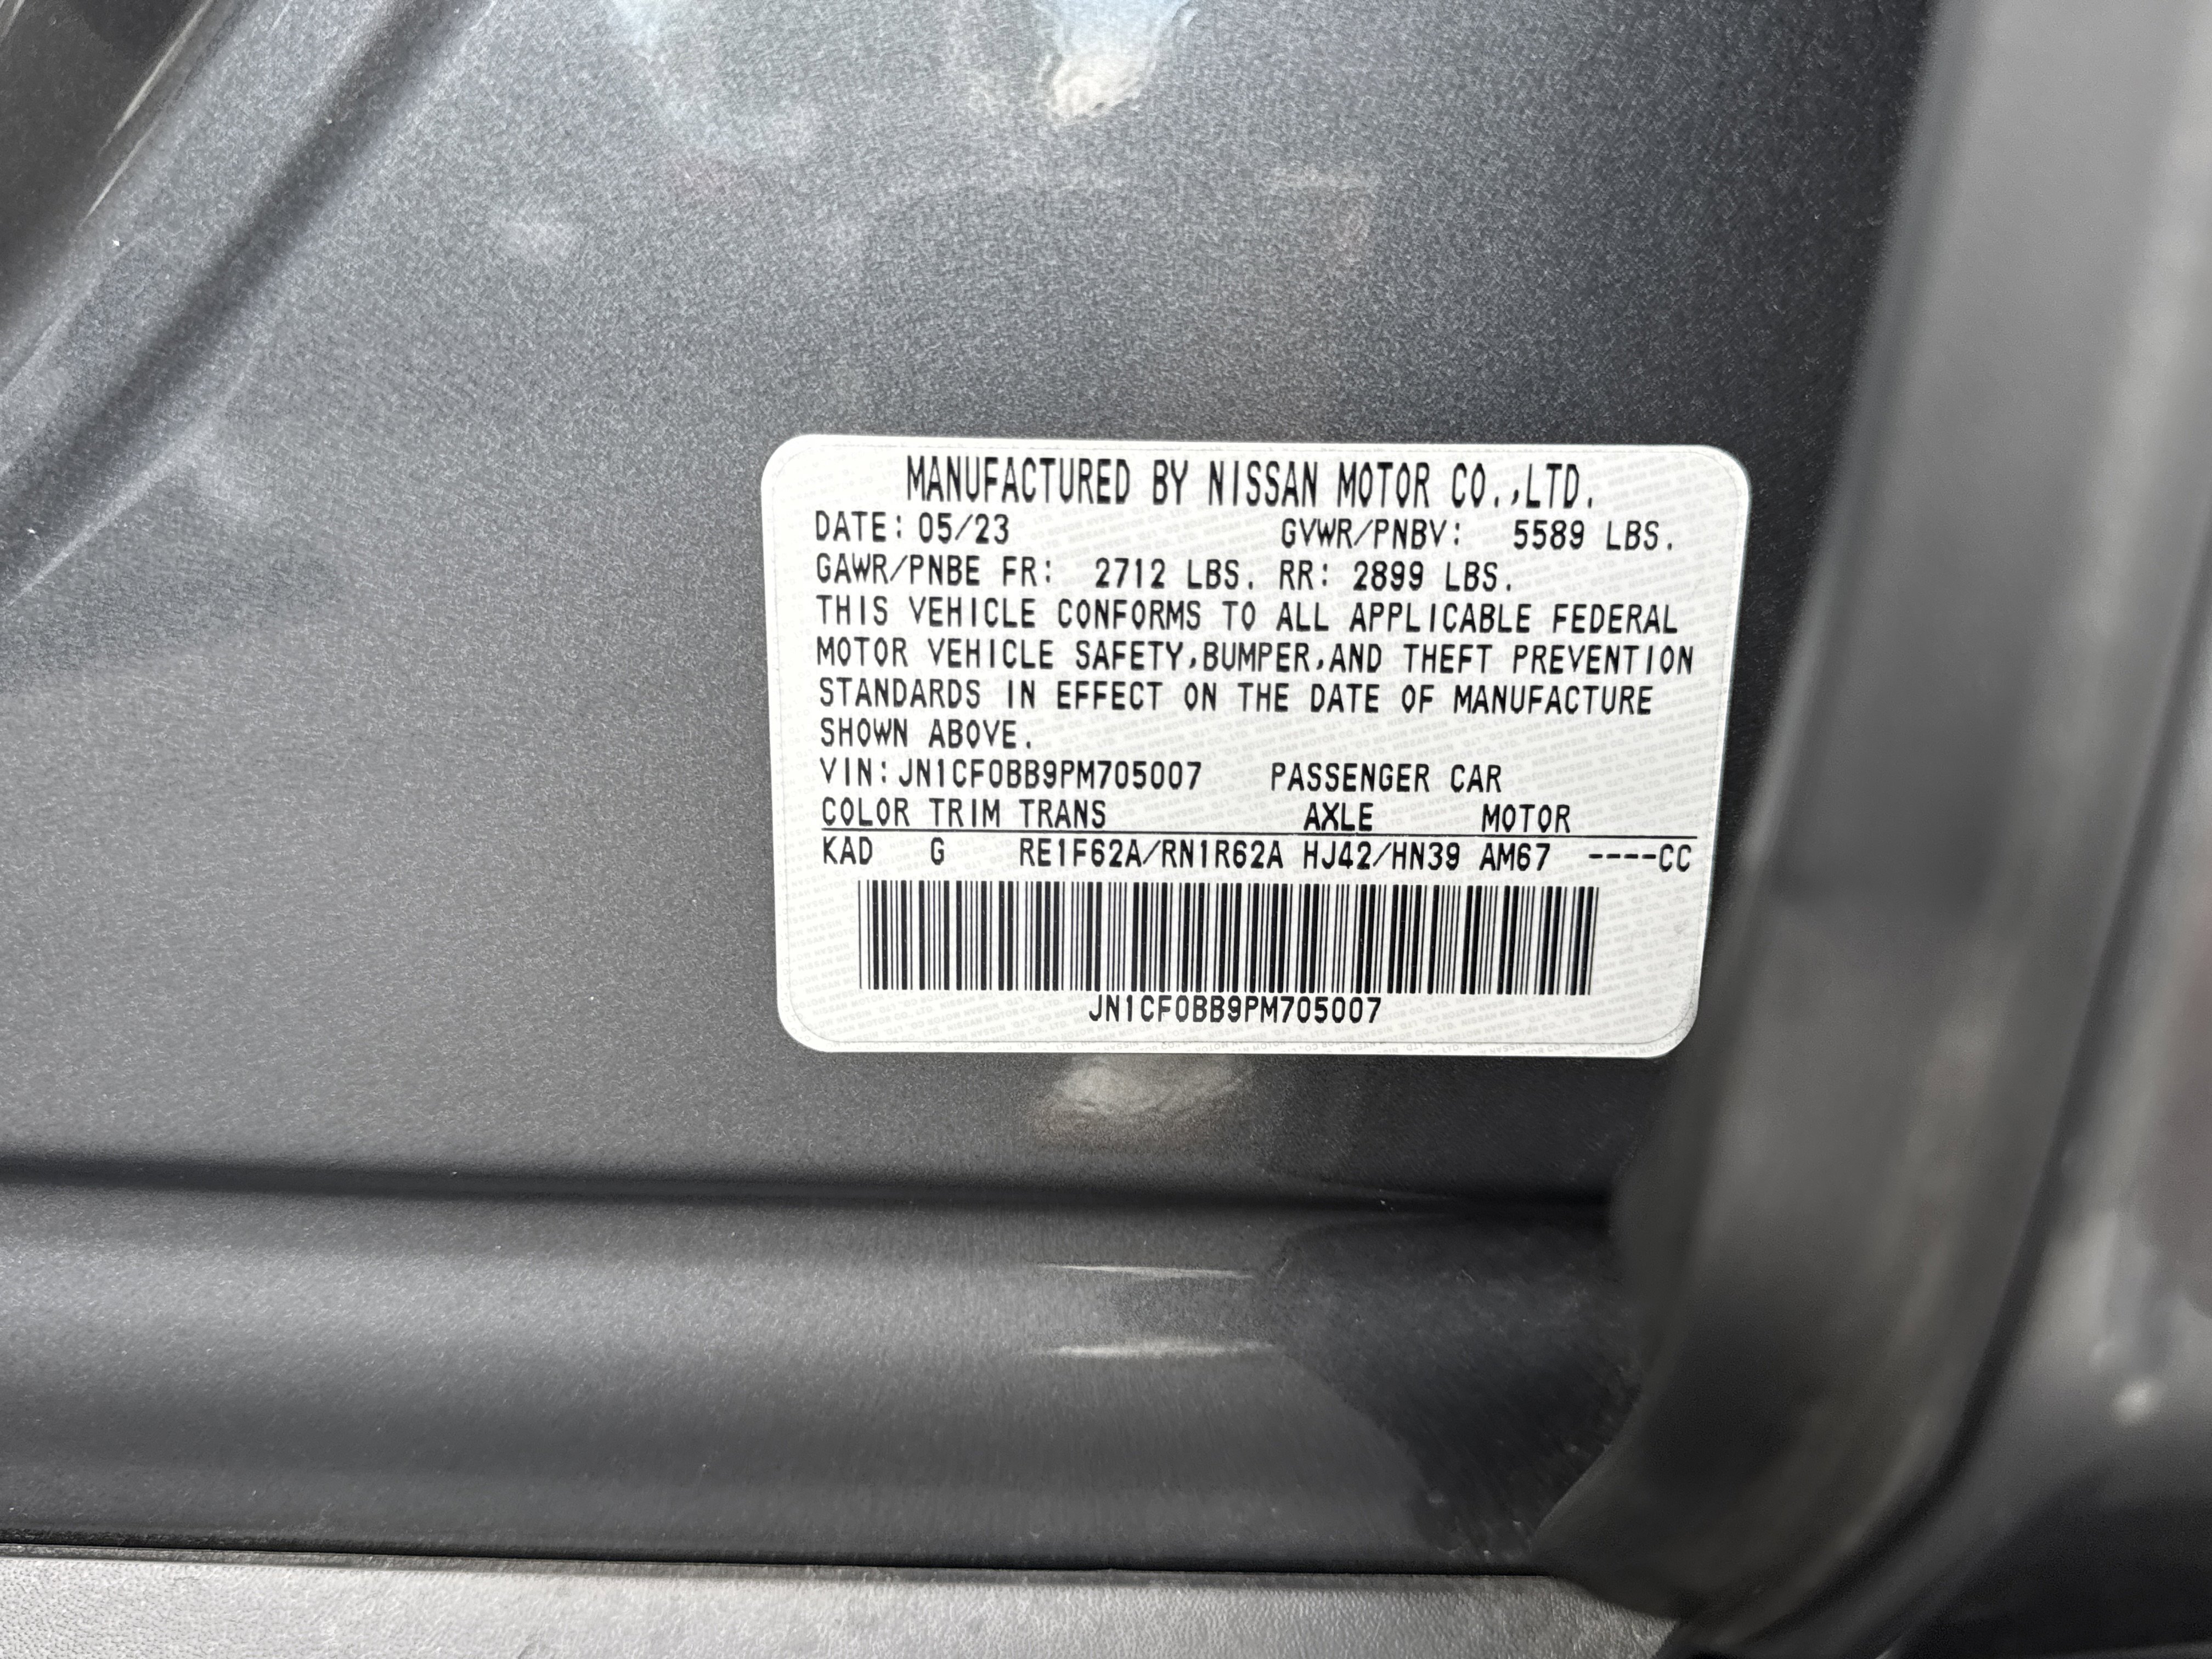 MANUFACTURED BY NISSAN MOTOR CO.,LTD.
DATE: 05/23 GVWR/PNBV: 5589 LBS.
GAWR/PNBE FR: 2712 LBS. RR: 2899 LBS.
THIS VEHICLE CONFORMS TO ALL APPLICABLE FEDERAL
MOTOR VEHICLE SAFETY,BUMPER,AND THEFT PREVENTION
STANDARDS IN EFFECT ON THE DATE OF MANUFACTURE
SHOWN ABOVE.
VIN: JN1CF0BB9PM705007 PASSENGER CAR
COLOR TRIM TRANS AXLE MOTOR
KAD G RE1F62A/RN1R62A HJ42/HN39 AM67 ----CC
JN1CF0BB9PM705007